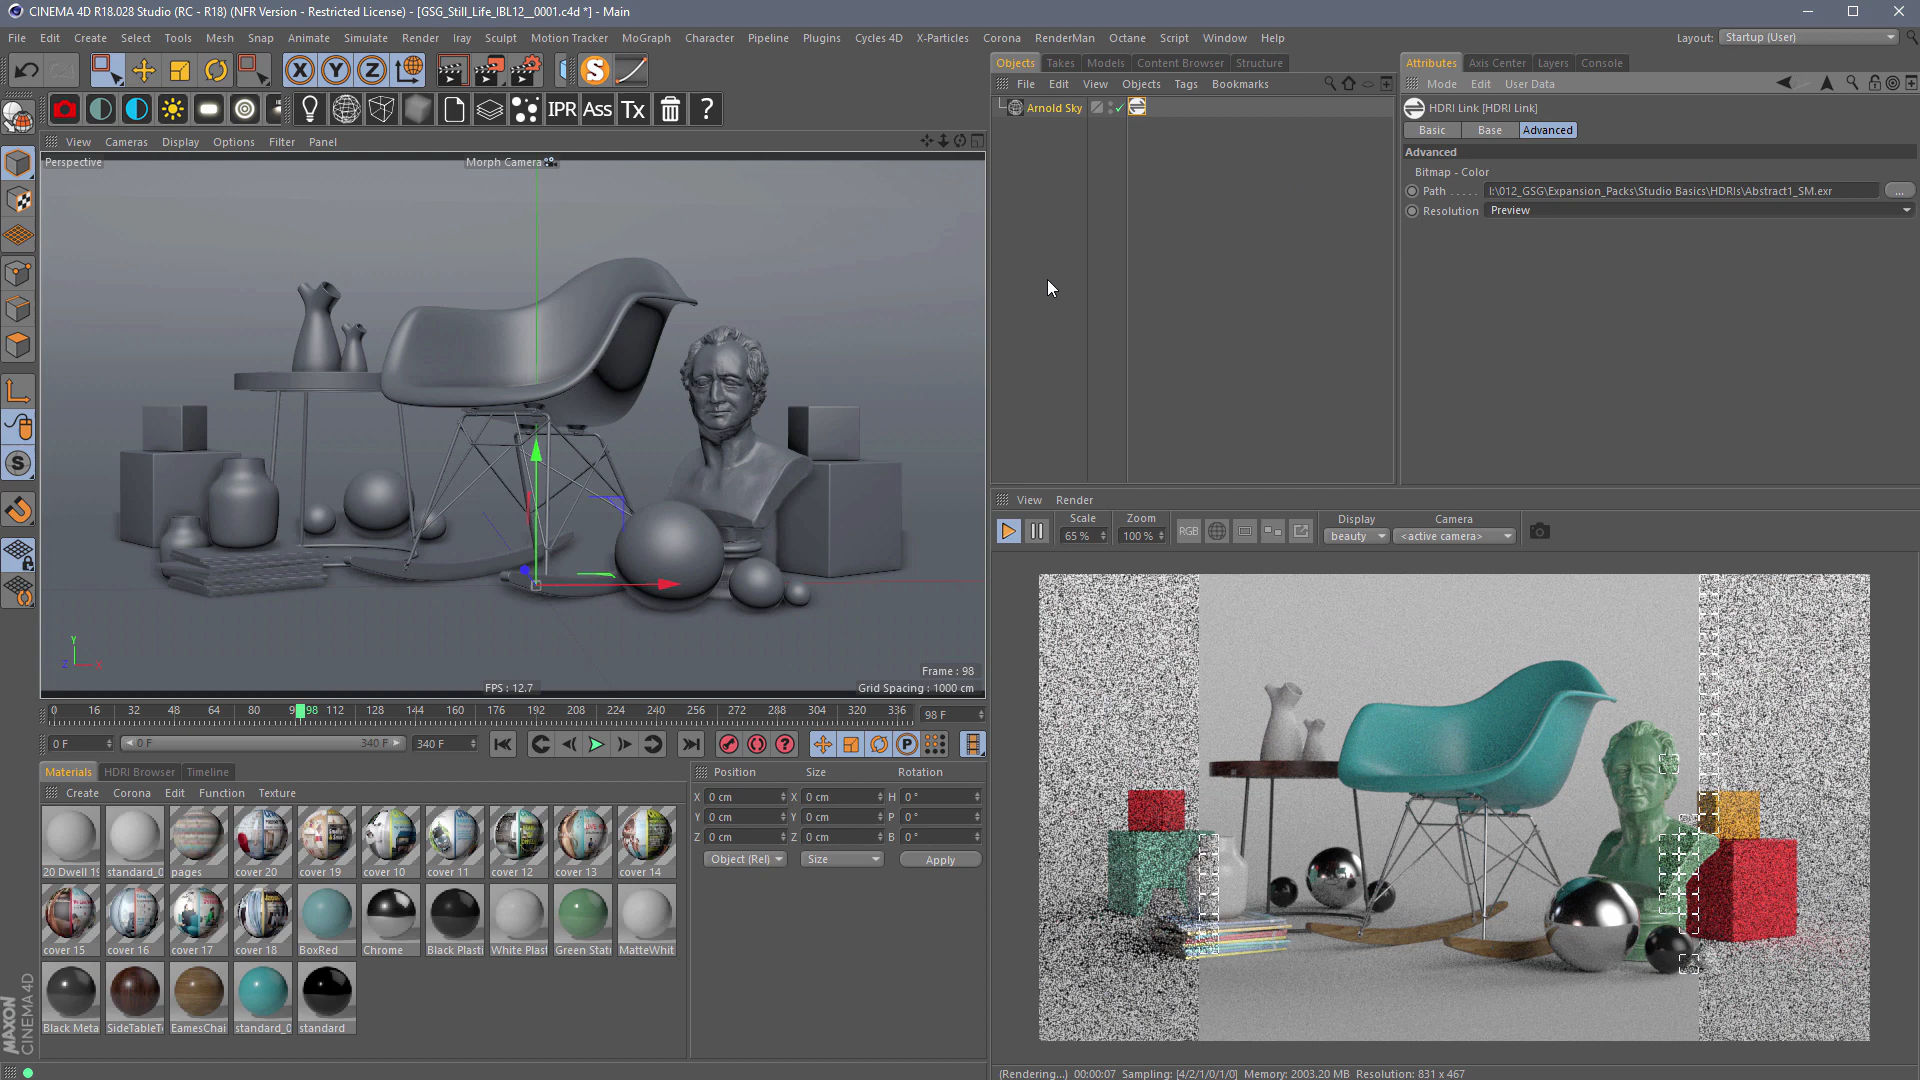 CINEMA 4D R18.028 Studio (RC - R18) (NFR Version - Restricted License) - [GSG_Still_Life_IBL12__0001.c4d *] - Main
File Edit Create Select Tools Mesh Snap Animate Simulate Render Iray Sculpt Motion Tracker MoGraph Character Pipeline Plugins Cycles 4D X-Particles Corona RenderMan Octane Script Window Help Layout: Startup (User)
X Y Z S
IPR Ass Tx ?
Objects Takes Models Content Browser Structure
File Edit View Objects Tags Bookmarks
Arnold Sky
Attributes Axis Center Layers Console
Mode Edit User Data
HDRI Link [HDRI Link]
Basic Base Advanced
Advanced
Bitmap - Color
Path . . . . . I:\012_GSG\Expansion_Packs\Studio Basics\HDRIs\Abstract1_SM.exr ...
Resolution Preview
View Cameras Display Options Filter Panel
Perspective Morph Camera
Y
Z X
Frame : 98
FPS : 12.7 Grid Spacing : 1000 cm
S
0 16 32 48 64 80 9 98 112 128 144 160 176 192 208 224 240 256 272 288 304 320 336 98 F
0 F 0 F 340 F 340 F
? P
View Render
Scale Zoom Display Camera
65 % 100 % RGB beauty <active camera>
Materials HDRI Browser Timeline
Create Corona Edit Function Texture
20 Dwell 19 standard_0 pages cover 20 cover 19 cover 10 cover 11 cover 12 cover 13 cover 14
cover 15 cover 16 cover 17 cover 18 BoxRed Chrome Black Plasti White Plast Green Statu MatteWhit
Black Meta SideTableTo EamesChai standard_0 standard
Position Size Rotation
X 0 cm X 0 cm H 0 °
Y 0 cm Y 0 cm P 0 °
Z 0 cm Z 0 cm B 0 °
Object (Rel) Size Apply
MAXON
CINEMA 4D
(Rendering...) 00:00:07 Sampling: [4/2/1/0/1/0] Memory: 2003.20 MB Resolution: 831 x 467